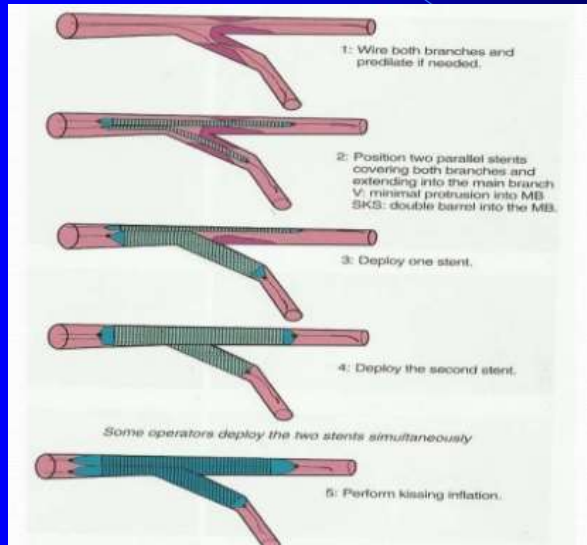 1: Wire both branches and
predilate if needed.
2: Position two parallel stents
covering both branches and
extending into the main branch
V: minimal protrusion into MB
SKS: double barrel into the MB.
3: Deploy one stent.
4: Deploy the second stent.
Some operators deploy the two stents simultaneously
5: Perform kissing inflation.